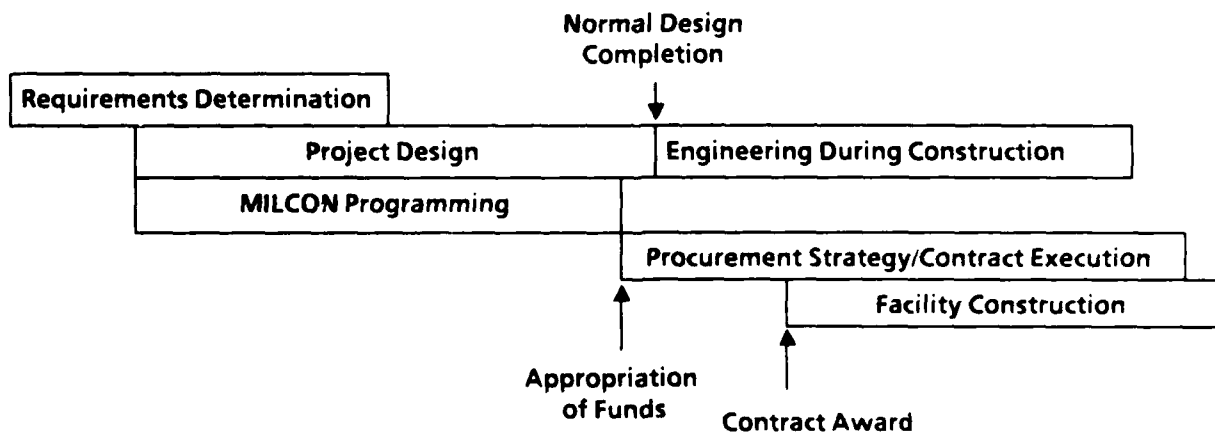 Normal Design
Completion
Requirements Determination
Project Design
Engineering During Construction
MILCON Programming
Procurement Strategy/Contract Execution
Facility Construction
Appropriation
of Funds
Contract Award